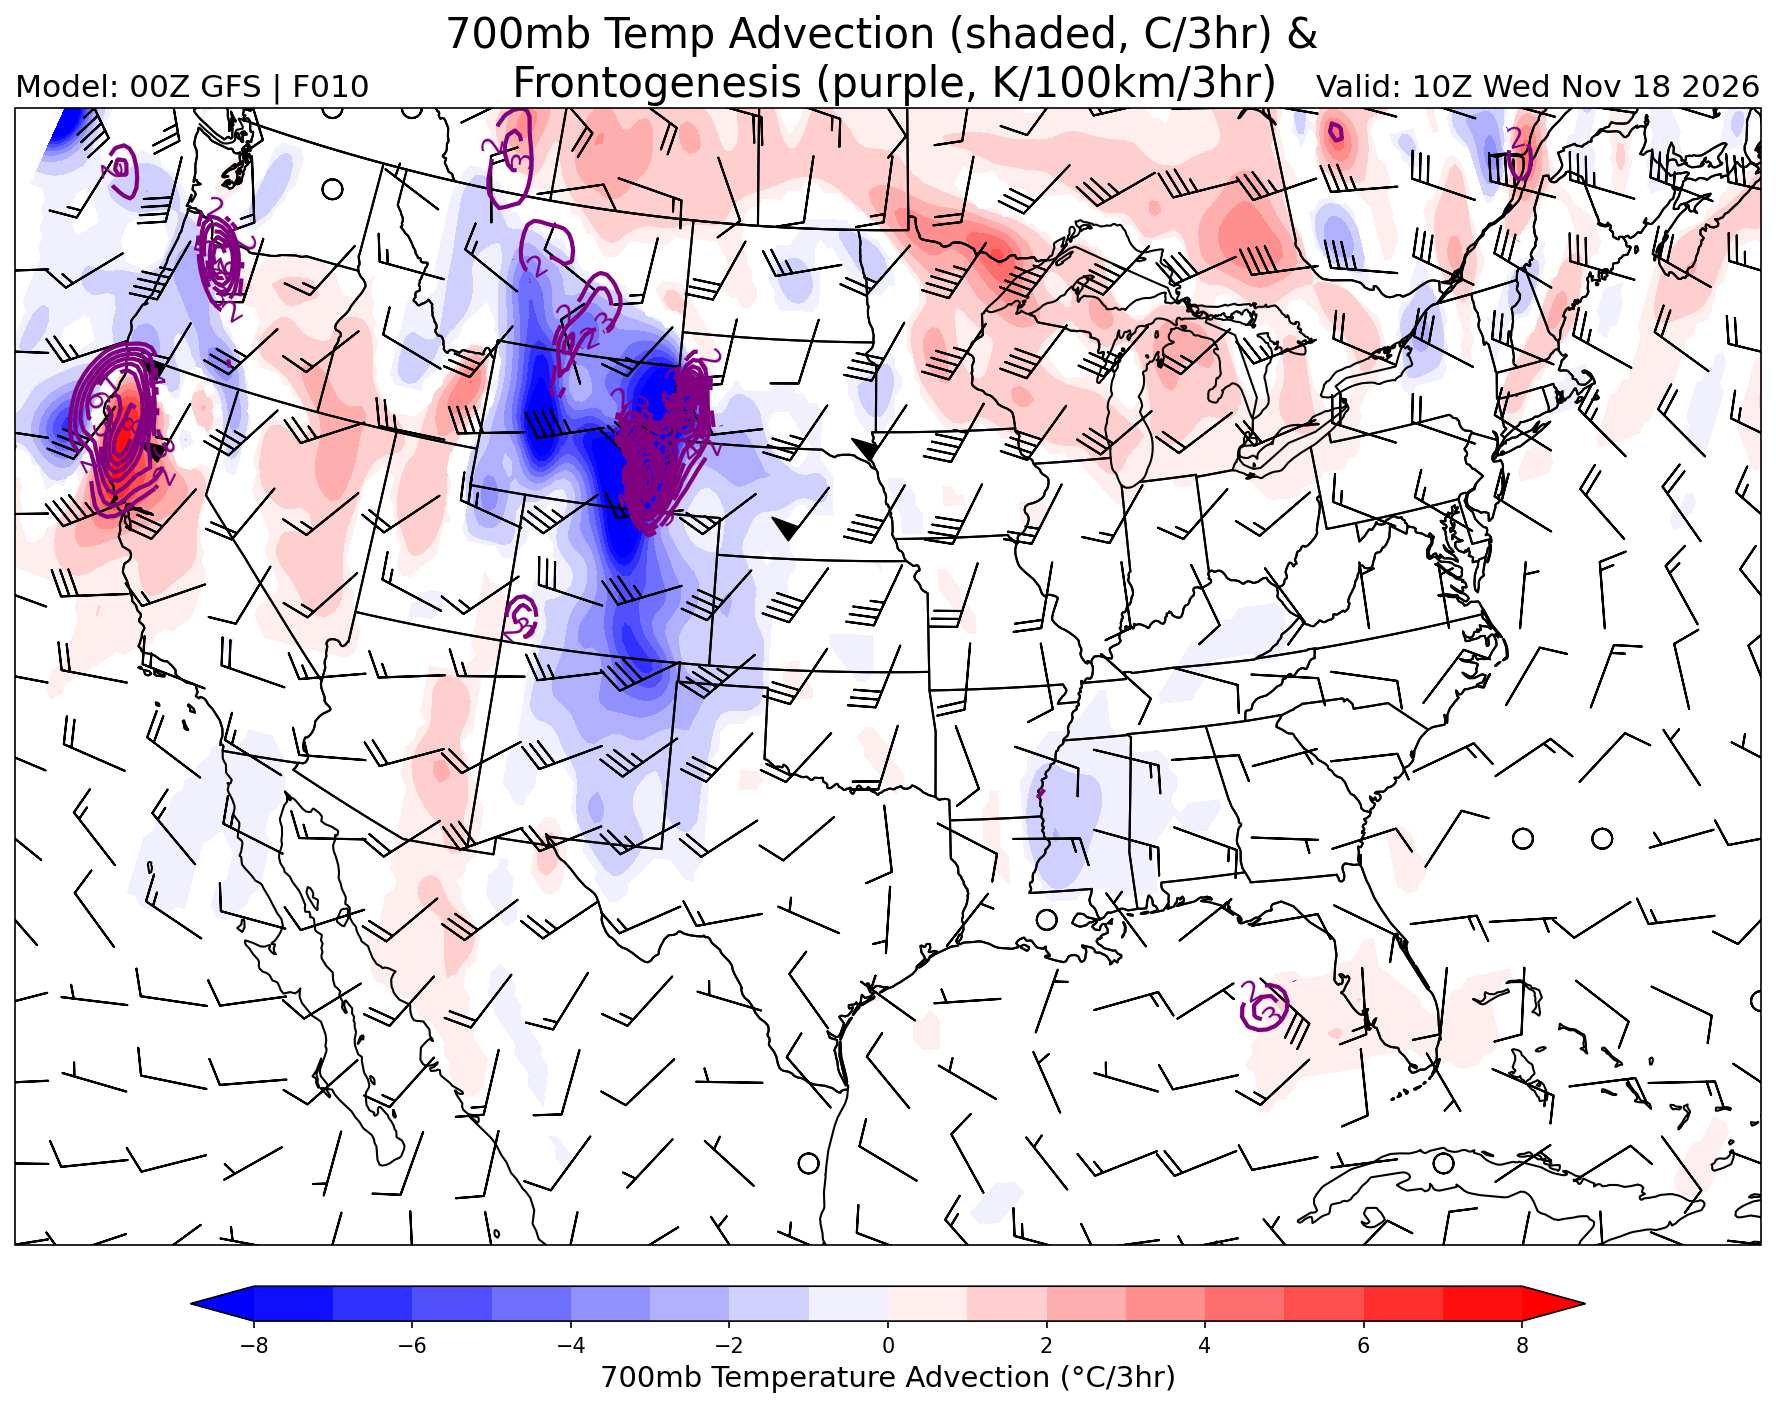 700mb Temp Advection (shaded, C/3hr) &
Frontogenesis (purple, K/100km/3hr)
Model: 00Z GFS | F010
Valid: 10Z Wed Nov 18 2026
−8 −6 −4 −2 0 2 4 6 8
700mb Temperature Advection (°C/3hr)